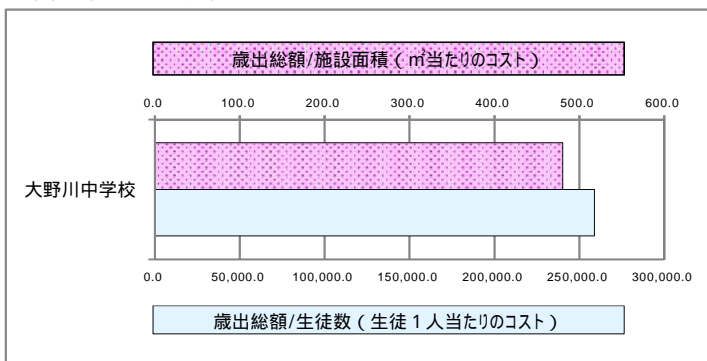 歳出総額/施設面積(㎡当たりのコスト)
0.0 100.0 200.0 300.0 400.0 500.0 600.0
大野川中学校
0.0 50,000.0 100,000.0 150,000.0 200,000.0 250,000.0 300,000.0
歳出総額/生徒数(生徒1人当たりのコスト)